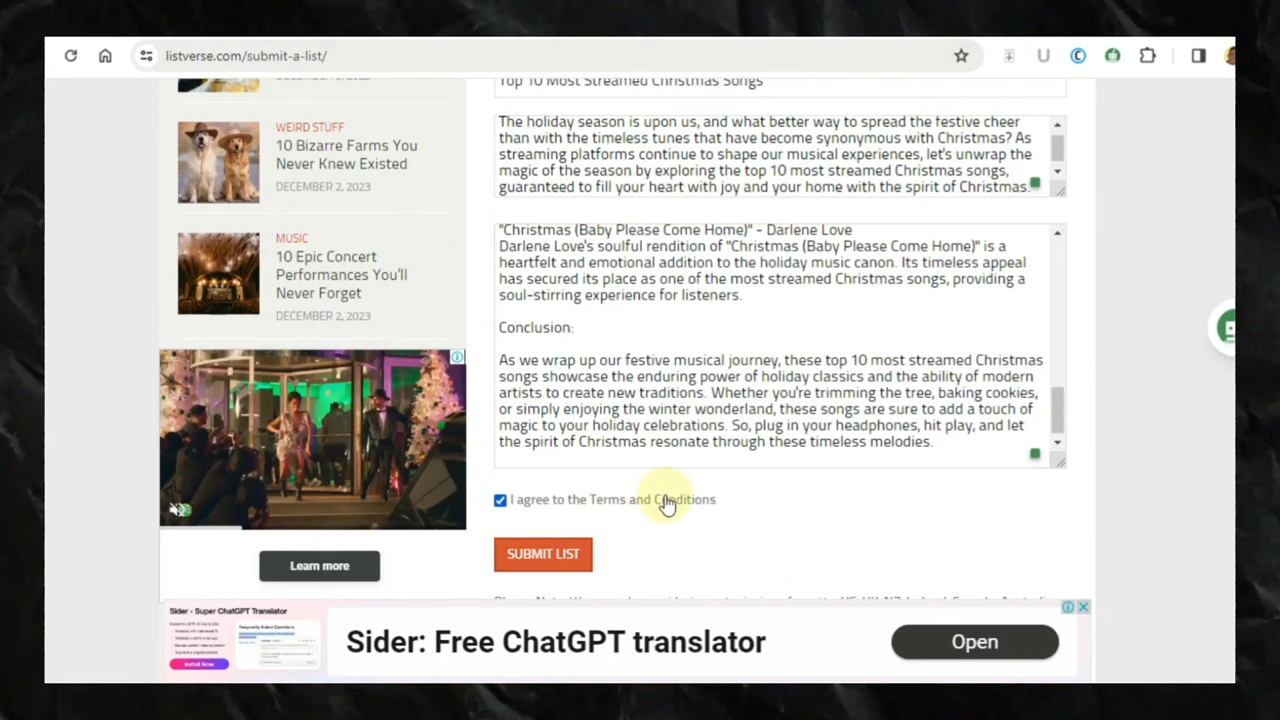 listverse.com/submit-a-list/
Top 10 Most Streamed Christmas Songs
WEIRD STUFF
10 Bizarre Farms You
Never Knew Existed
DECEMBER 2, 2023
MUSIC
10 Epic Concert
Performances You'll
Never Forget
DECEMBER 2, 2023
Learn more
The holiday season is upon us, and what better way to spread the festive cheer
than with the timeless tunes that have become synonymous with Christmas? As
streaming platforms continue to shape our musical experiences, let's unwrap the
magic of the season by exploring the top 10 most streamed Christmas songs,
guaranteed to fill your heart with joy and your home with the spirit of Christmas.
"Christmas (Baby Please Come Home)" - Darlene Love
Darlene Love's soulful rendition of "Christmas (Baby Please Come Home)" is a
heartfelt and emotional addition to the holiday music canon. Its timeless appeal
has secured its place as one of the most streamed Christmas songs, providing a
soul-stirring experience for listeners.
Conclusion:
As we wrap up our festive musical journey, these top 10 most streamed Christmas
songs showcase the enduring power of holiday classics and the ability of modern
artists to create new traditions. Whether you're trimming the tree, baking cookies,
or simply enjoying the winter wonderland, these songs are sure to add a touch of
magic to your holiday celebrations. So, plug in your headphones, hit play, and let
the spirit of Christmas resonate through these timeless melodies.
I agree to the Terms and Conditions
SUBMIT LIST
Sider - Super ChatGPT Translator
Install Now
Sider: Free ChatGPT translator
Open